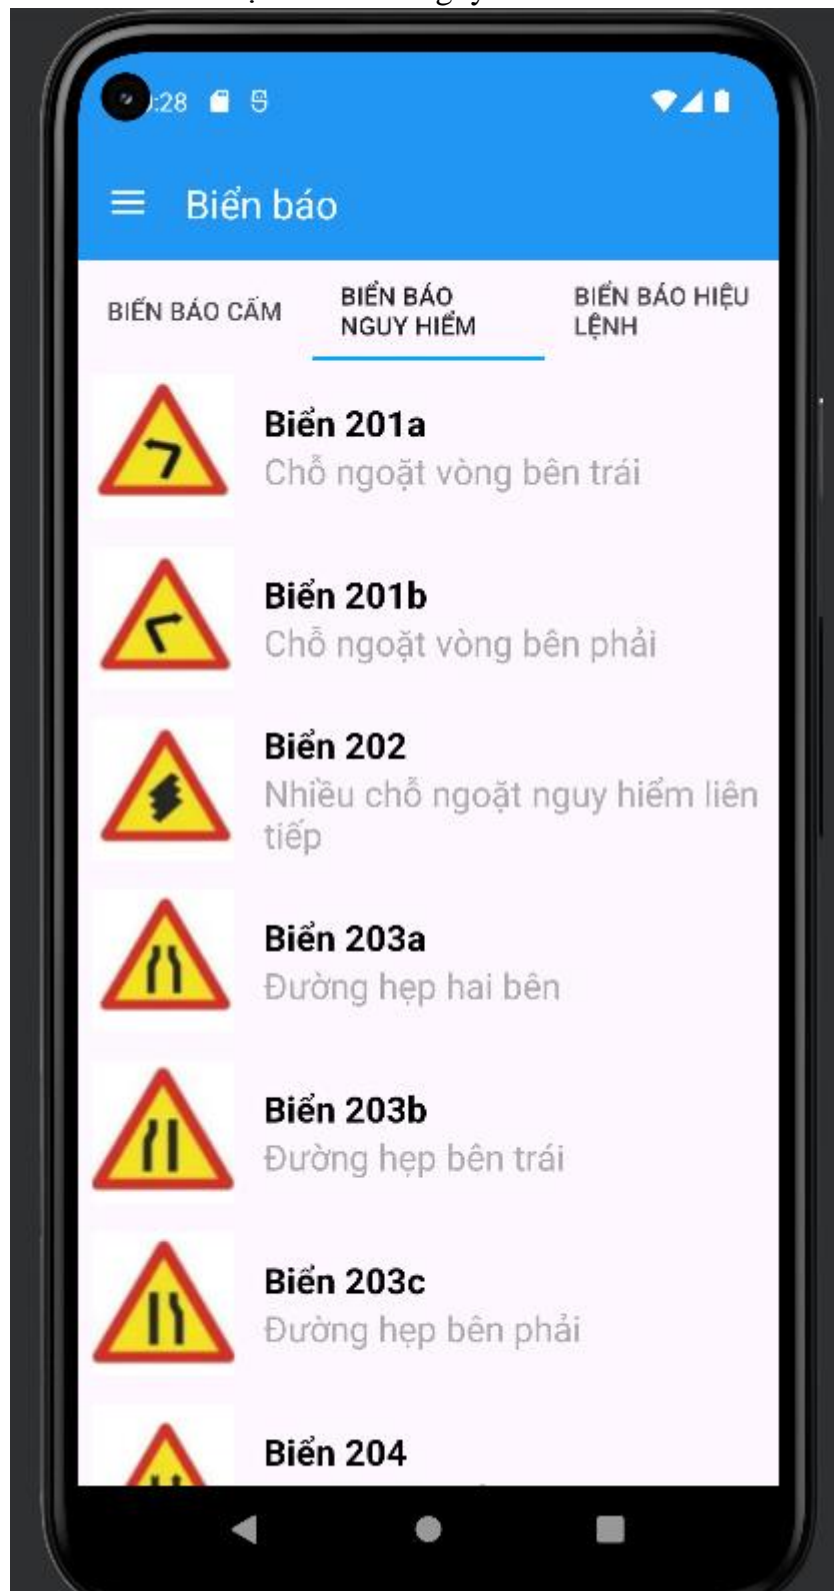 :28
Biển báo
BIỂN BÁO CẤM
BIỂN BÁO
NGUY HIỂM
BIỂN BÁO HIỆU
LỆNH
Biển 201a
Chỗ ngoặt vòng bên trái
Biển 201b
Chỗ ngoặt vòng bên phải
Biển 202
Nhiều chỗ ngoặt nguy hiểm liên
tiếp
Biển 203a
Đường hẹp hai bên
Biển 203b
Đường hẹp bên trái
Biển 203c
Đường hẹp bên phải
Biển 204